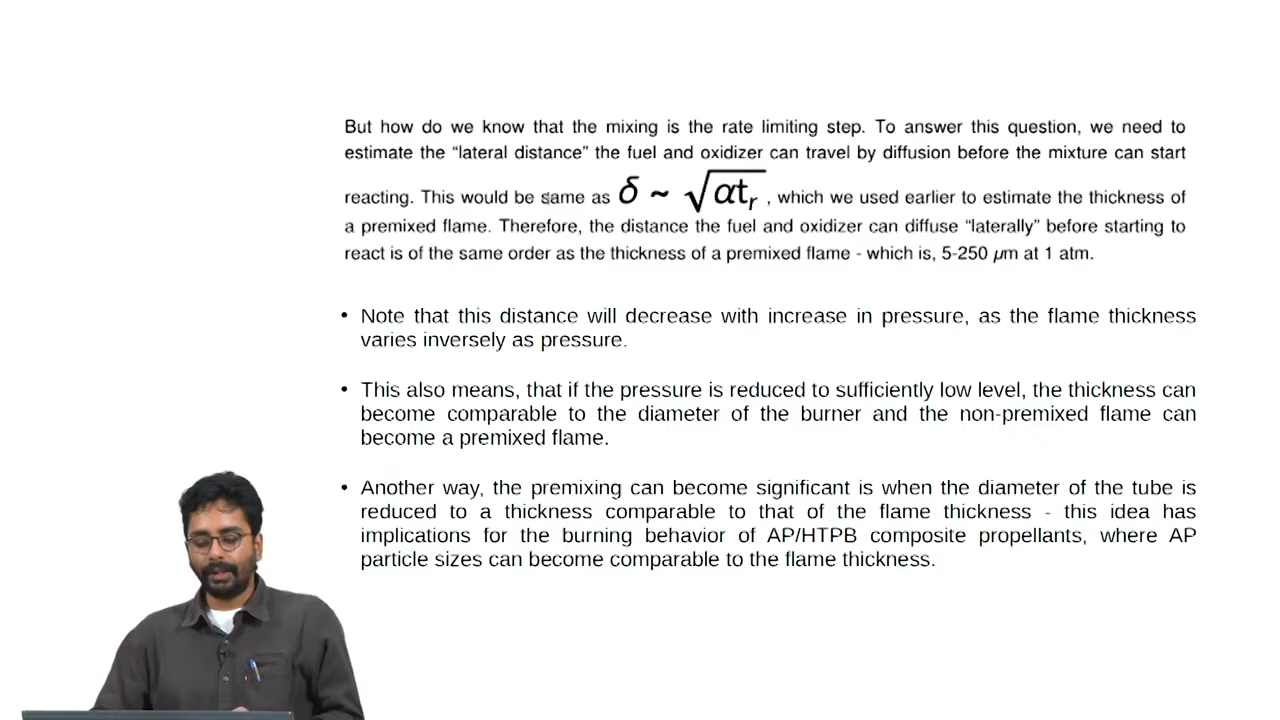 But how do we know that the mixing is the rate limiting step. To answer this question, we need to
estimate the “lateral distance” the fuel and oxidizer can travel by diffusion before the mixture can start
reacting. This would be same as δ ~ √αtᵣ , which we used earlier to estimate the thickness of
a premixed flame. Therefore, the distance the fuel and oxidizer can diffuse “laterally” before starting to
react is of the same order as the thickness of a premixed flame - which is, 5-250 μm at 1 atm.
• Note that this distance will decrease with increase in pressure, as the flame thickness
varies inversely as pressure.
• This also means, that if the pressure is reduced to sufficiently low level, the thickness can
become comparable to the diameter of the burner and the non-premixed flame can
become a premixed flame.
• Another way, the premixing can become significant is when the diameter of the tube is
reduced to a thickness comparable to that of the flame thickness - this idea has
implications for the burning behavior of AP/HTPB composite propellants, where AP
particle sizes can become comparable to the flame thickness.